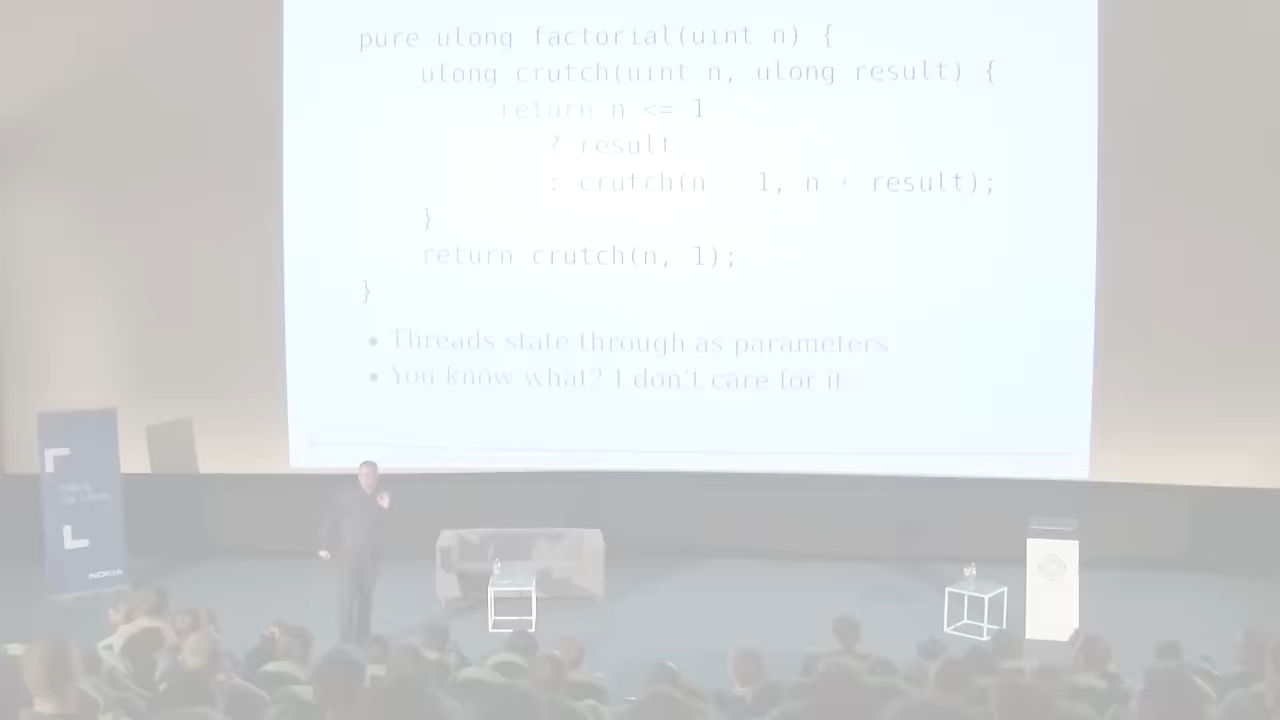 pure ulong factorial(uint n) {
ulong crutch(uint n, ulong result) {
return n <= 1
? result
: crutch(n - 1, n * result);
}
return crutch(n, 1);
}
• Threads state through as parameters
• You know what? I don't care for it
NOKIA